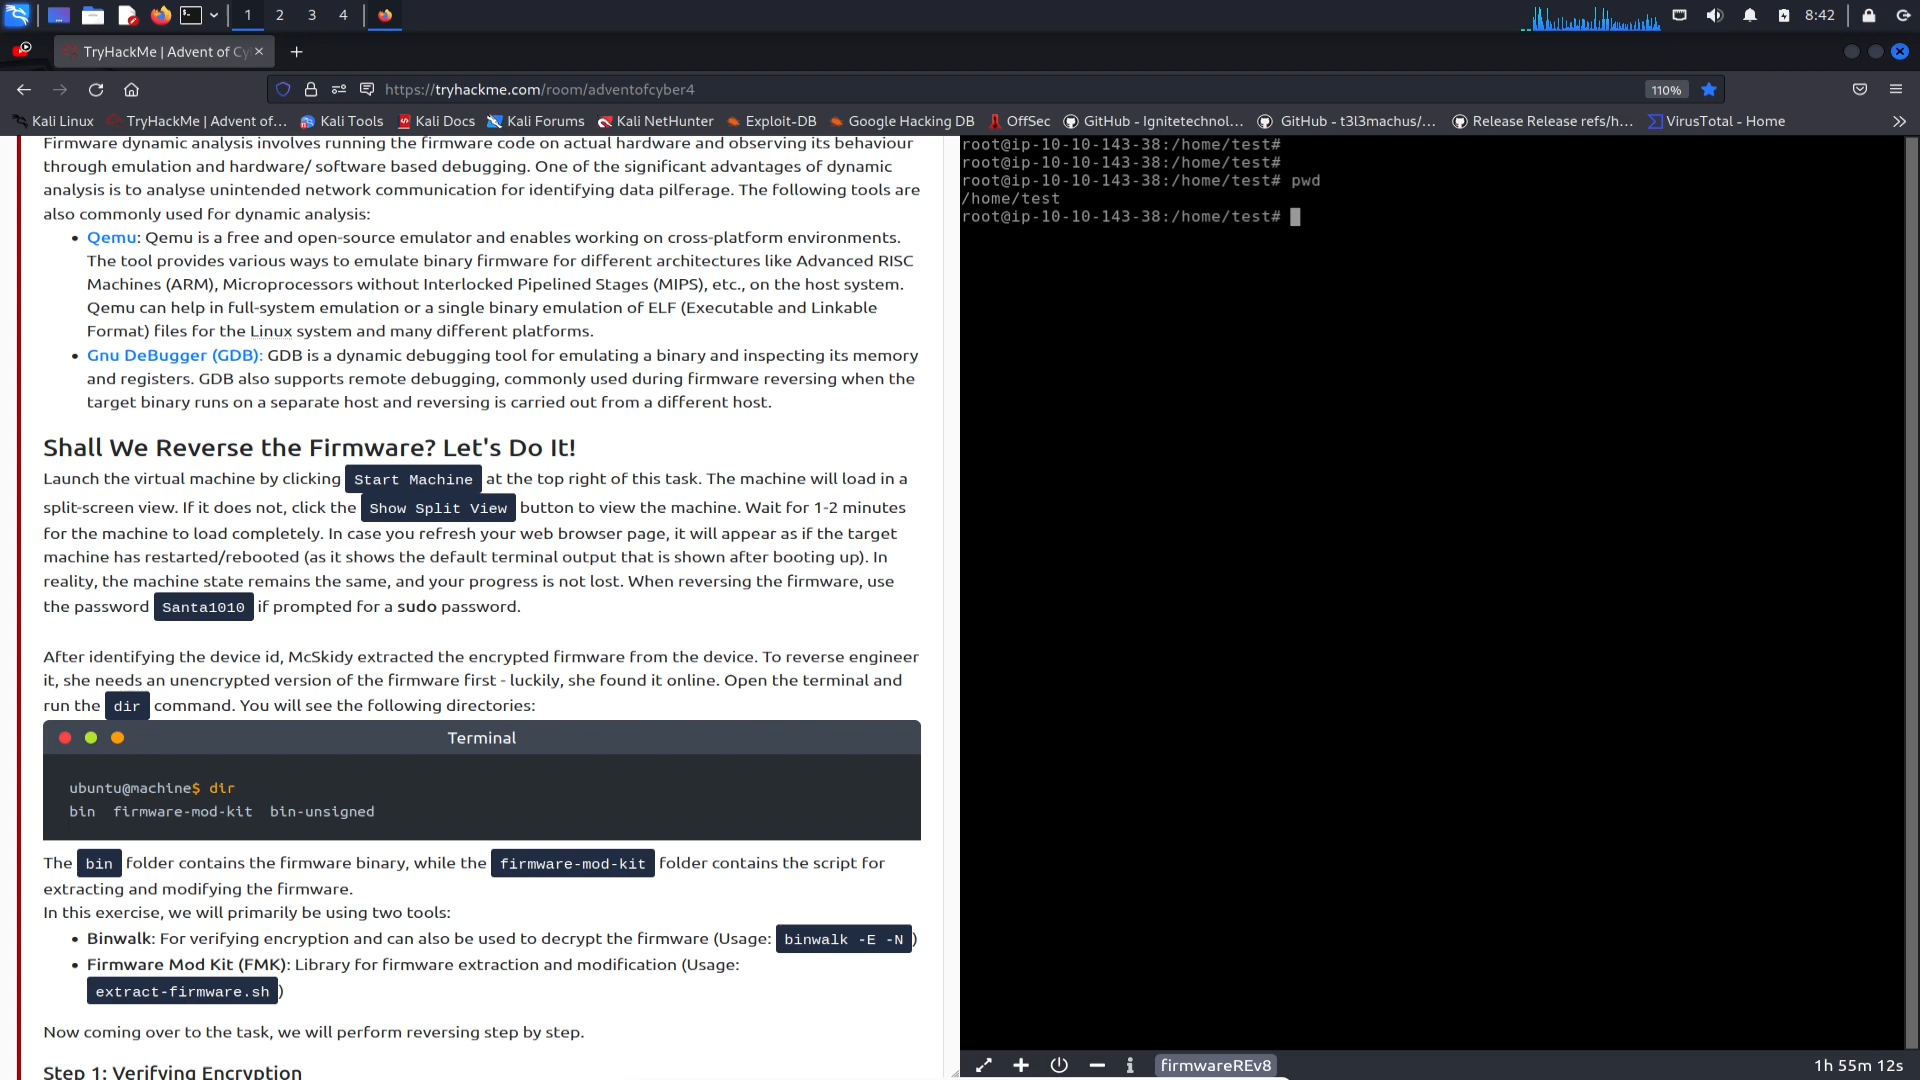 1
2
3
4
8:42
TryHackMe | Advent of Cy
https://tryhackme.com/room/adventofcyber4
110%
Kali Linux
TryHackMe | Advent of...
Kali Tools
Kali Docs
Kali Forums
Kali NetHunter
Exploit-DB
Google Hacking DB
OffSec
GitHub - Ignitetechnol...
GitHub - t3l3machus/...
Release Release refs/h...
VirusTotal - Home
Firmware dynamic analysis involves running the firmware code on actual hardware and observing its behaviour
through emulation and hardware/ software based debugging. One of the significant advantages of dynamic
analysis is to analyse unintended network communication for identifying data pilferage. The following tools are
also commonly used for dynamic analysis:
• Qemu: Qemu is a free and open-source emulator and enables working on cross-platform environments.
The tool provides various ways to emulate binary firmware for different architectures like Advanced RISC
Machines (ARM), Microprocessors without Interlocked Pipelined Stages (MIPS), etc., on the host system.
Qemu can help in full-system emulation or a single binary emulation of ELF (Executable and Linkable
Format) files for the Linux system and many different platforms.
• Gnu DeBugger (GDB): GDB is a dynamic debugging tool for emulating a binary and inspecting its memory
and registers. GDB also supports remote debugging, commonly used during firmware reversing when the
target binary runs on a separate host and reversing is carried out from a different host.
Shall We Reverse the Firmware? Let's Do It!
Launch the virtual machine by clicking Start Machine at the top right of this task. The machine will load in a
split-screen view. If it does not, click the Show Split View button to view the machine. Wait for 1-2 minutes
for the machine to load completely. In case you refresh your web browser page, it will appear as if the target
machine has restarted/rebooted (as it shows the default terminal output that is shown after booting up). In
reality, the machine state remains the same, and your progress is not lost. When reversing the firmware, use
the password Santa1010 if prompted for a sudo password.
After identifying the device id, McSkidy extracted the encrypted firmware from the device. To reverse engineer
it, she needs an unencrypted version of the firmware first - luckily, she found it online. Open the terminal and
run the dir command. You will see the following directories:
Terminal
ubuntu@machine$ dir
bin firmware-mod-kit bin-unsigned
The bin folder contains the firmware binary, while the firmware-mod-kit folder contains the script for
extracting and modifying the firmware.
In this exercise, we will primarily be using two tools:
• Binwalk: For verifying encryption and can also be used to decrypt the firmware (Usage: binwalk -E -N)
• Firmware Mod Kit (FMK): Library for firmware extraction and modification (Usage:
extract-firmware.sh)
Now coming over to the task, we will perform reversing step by step.
Step 1: Verifying Encryption
root@ip-10-10-143-38:/home/test#
root@ip-10-10-143-38:/home/test#
root@ip-10-10-143-38:/home/test# pwd
/home/test
root@ip-10-10-143-38:/home/test#
firmwareREv8
1h 55m 12s